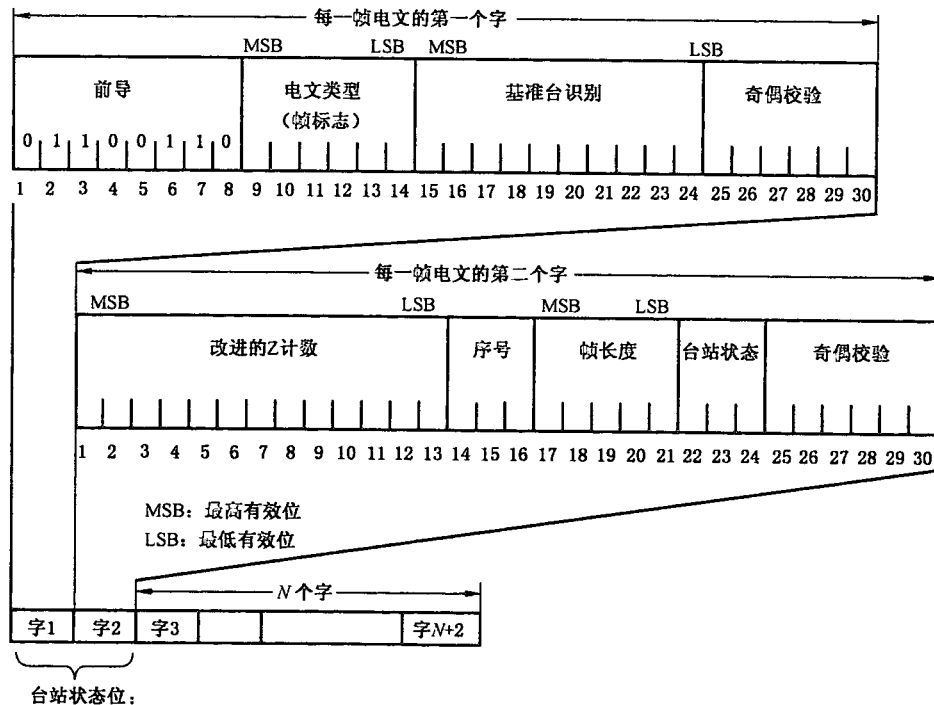 每一帧电文的第一个字
MSB LSB MSB LSB
前导 电文类型 基准台识别 奇偶校验
（帧标志）
0 1 1 0 0 1 1 0
1 2 3 4 5 6 7 8 9 10 11 12 13 14 15 16 17 18 19 20 21 22 23 24 25 26 27 28 29 30
每一帧电文的第二个字
MSB LSB MSB LSB
改进的Z计数 序号 帧长度 台站状态 奇偶校验
1 2 3 4 5 6 7 8 9 10 11 12 13 14 15 16 17 18 19 20 21 22 23 24 25 26 27 28 29 30
MSB：最高有效位
LSB：最低有效位
N个字
字1 字2 字3 字N+2
台站状态位：